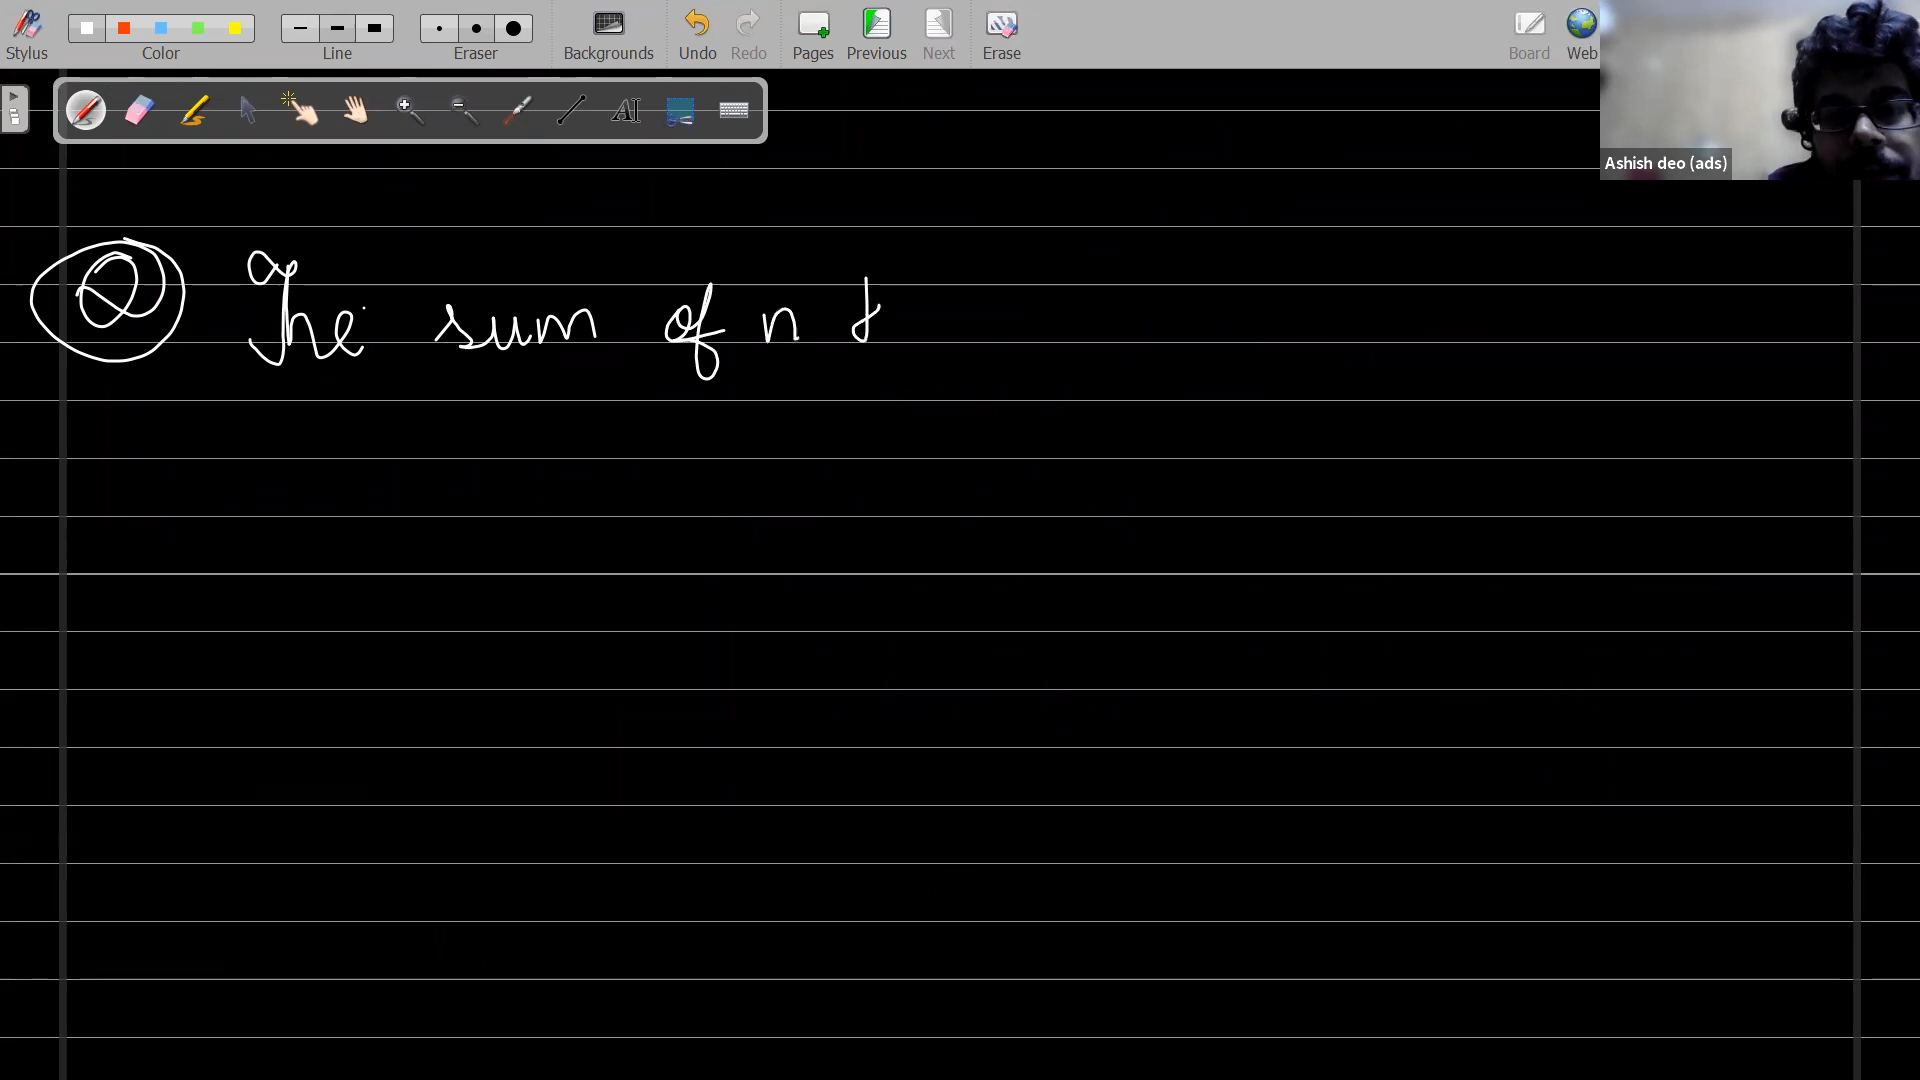 Stylus Color Line Eraser Backgrounds Undo Redo Pages Previous Next Erase Board Web
AI
Ashish deo (ads)
Q The sum of n t